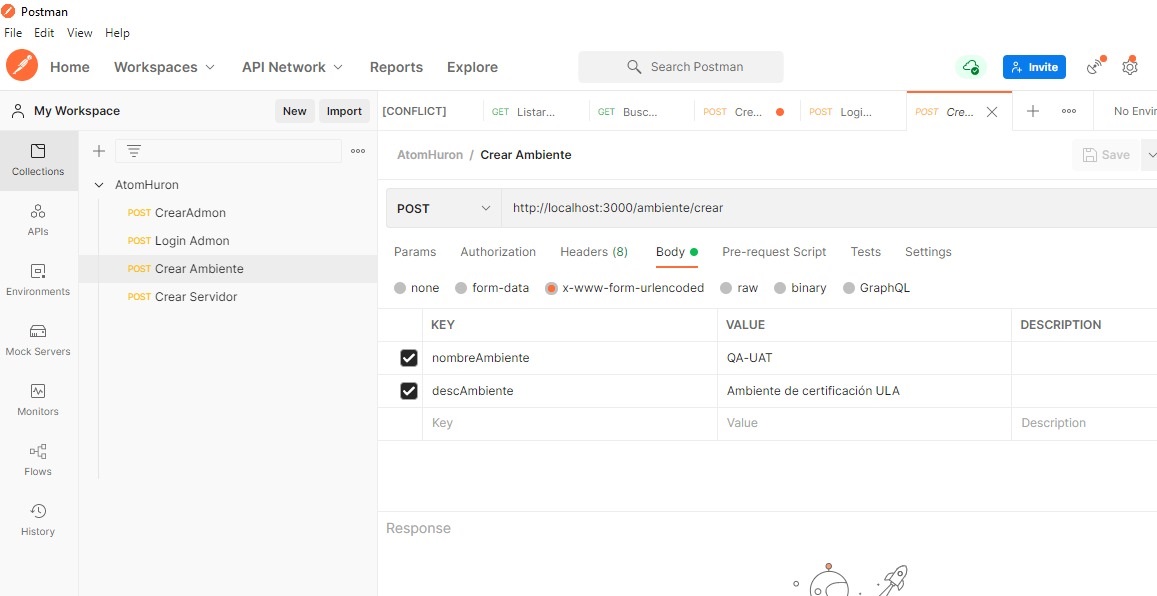 Postman
File Edit View Help
Home Workspaces API Network Reports Explore Search Postman Invite
My Workspace New Import [CONFLICT] GET Listar... GET Busc... POST Cre... POST Logi... POST Cre... No Envir
Collections
AtomHuron / Crear Ambiente Save
AtomHuron
POST CrearAdmon
POST Login Admon
POST Crear Ambiente
POST Crear Servidor
APIs
Environments
Mock Servers
Monitors
Flows
History
POST http://localhost:3000/ambiente/crear
Params Authorization Headers (8) Body Pre-request Script Tests Settings
none form-data x-www-form-urlencoded raw binary GraphQL
KEY VALUE DESCRIPTION
nombreAmbiente QA-UAT
descAmbiente Ambiente de certificación ULA
Key Value Description
Response